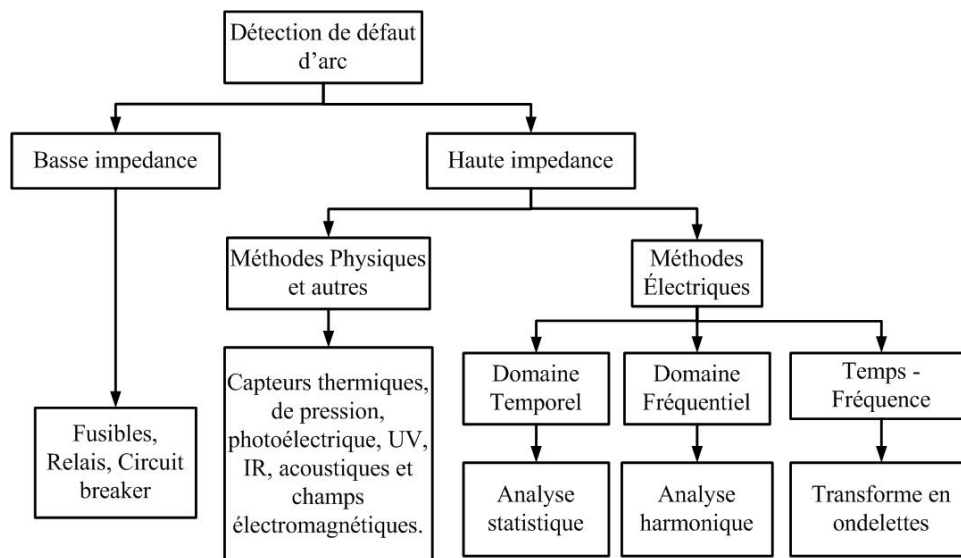 Détection de défaut
d’arc
Basse impedance
Haute impedance
Méthodes Physiques
et autres
Méthodes
Électriques
Capteurs thermiques,
de pression,
photoélectrique, UV,
IR, acoustiques et
champs
électromagnétiques.
Domaine
Temporel
Domaine
Fréquentiel
Temps -
Fréquence
Fusibles,
Relais, Circuit
breaker
Analyse
statistique
Analyse
harmonique
Transforme en
ondelettes